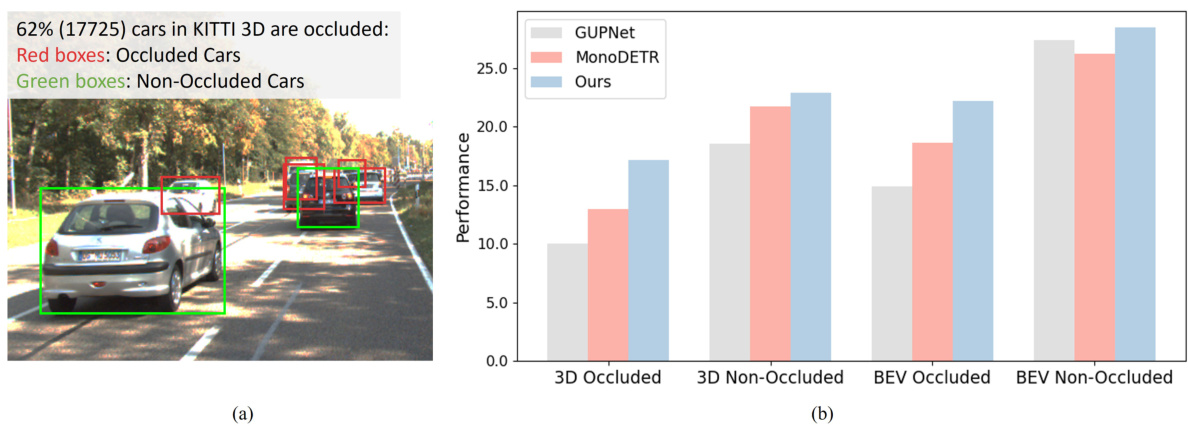 62% (17725) cars in KITTI 3D are occluded:
Red boxes: Occluded Cars
Green boxes: Non-Occluded Cars
(a)
GUPNet
MonoDETR
Ours
Performance
25.0
20.0
15.0
10.0
5.0
0.0
3D Occluded
3D Non-Occluded
BEV Occluded
BEV Non-Occluded
(b)